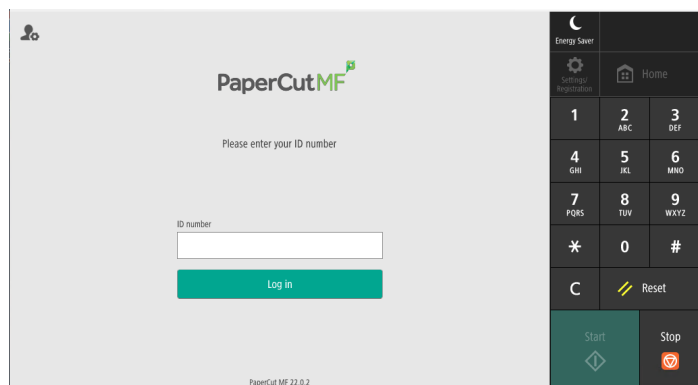 PaperCutMF
Please enter your ID number
ID number
Log in
PaperCut MF 22.0.2
Energy Saver
Settings/
Registration
Home
1
2
ABC
3
DEF
4
GHI
5
JKL
6
MNO
7
PQRS
8
TUV
9
WXYZ
*
0
#
C
Reset
Start
Stop